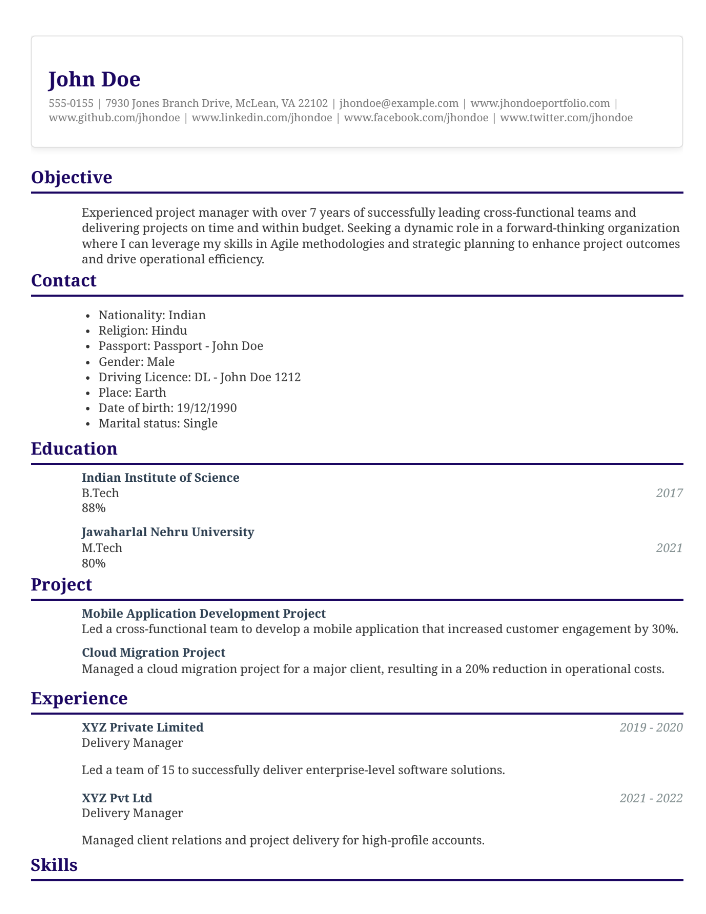 John Doe
555-0155 | 7930 Jones Branch Drive, McLean, VA 22102 | jhondoe@example.com | www.jhondoeportfolio.com |
www.github.com/jhondoe | www.linkedin.com/jhondoe | www.facebook.com/jhondoe | www.twitter.com/jhondoe
Objective
Experienced project manager with over 7 years of successfully leading cross-functional teams and
delivering projects on time and within budget. Seeking a dynamic role in a forward-thinking organization
where I can leverage my skills in Agile methodologies and strategic planning to enhance project outcomes
and drive operational efficiency.
Contact
• Nationality: Indian
• Religion: Hindu
• Passport: Passport - John Doe
• Gender: Male
• Driving Licence: DL - John Doe 1212
• Place: Earth
• Date of birth: 19/12/1990
• Marital status: Single
Education
Indian Institute of Science
B.Tech 2017
88%
Jawaharlal Nehru University
M.Tech 2021
80%
Project
Mobile Application Development Project
Led a cross-functional team to develop a mobile application that increased customer engagement by 30%.
Cloud Migration Project
Managed a cloud migration project for a major client, resulting in a 20% reduction in operational costs.
Experience
XYZ Private Limited 2019 - 2020
Delivery Manager
Led a team of 15 to successfully deliver enterprise-level software solutions.
XYZ Pvt Ltd 2021 - 2022
Delivery Manager
Managed client relations and project delivery for high-profile accounts.
Skills